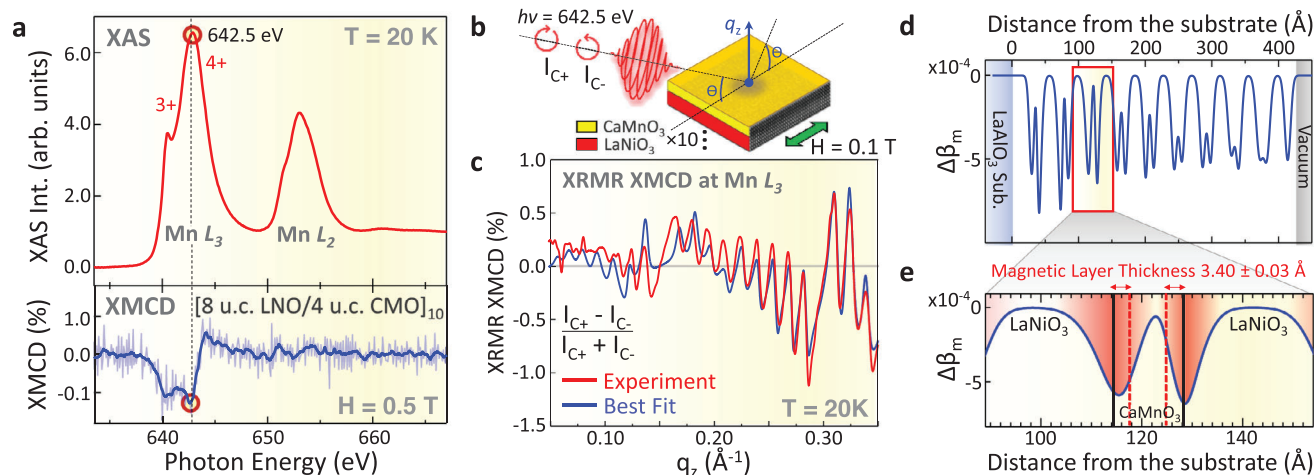 a
XAS
642.5 eV
T = 20 K
4+
3+
6.0
4.0
2.0
0.0
XAS Int. (arb. units)
Mn L3
Mn L2
XMCD
[8 u.c. LNO/4 u.c. CMO]10
1.0
0.0
-0.1
XMCD (%)
H = 0.5 T
640
650
660
Photon Energy (eV)
b
hν = 642.5 eV
IC+
IC-
qz
Θ
Θ
CaMnO3
LaNiO3
×10
H = 0.1 T
c
XRMR XMCD at Mn L3
1.0
0.5
0.0
-0.5
-1.0
-1.5
XRMR XMCD (%)
IC+ - IC-
IC+ + IC-
Experiment
Best Fit
T = 20K
0.10
0.20
0.30
qz (Å-1)
d
Distance from the substrate (Å)
0
100
200
300
400
x10-4
0
-5
Δβm
LaAlO3 Sub.
Vacuum
e
Magnetic Layer Thickness 3.40 ± 0.03 Å
x10-4
0
-5
Δβm
LaNiO3
LaNiO3
CaMnO3
100
120
140
Distance from the substrate (Å)